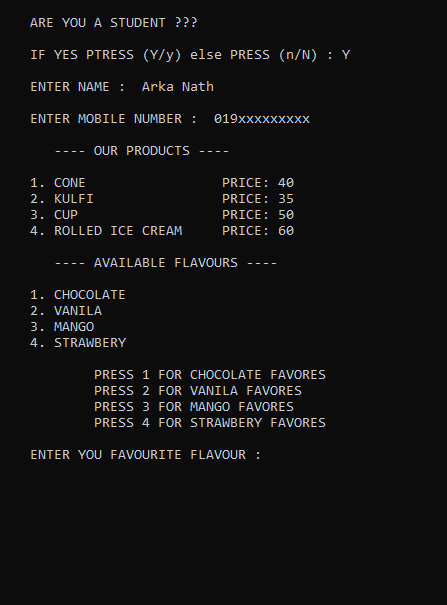 ARE YOU A STUDENT ???
IF YES PTRESS (Y/y) else PRESS (n/N) : Y
ENTER NAME :  Arka Nath
ENTER MOBILE NUMBER :  019xxxxxxxxx
---- OUR PRODUCTS ----
1. CONE                 PRICE: 40
2. KULFI                PRICE: 35
3. CUP                  PRICE: 50
4. ROLLED ICE CREAM     PRICE: 60
---- AVAILABLE FLAVOURS ----
1. CHOCOLATE
2. VANILA
3. MANGO
4. STRAWBERY
PRESS 1 FOR CHOCOLATE FAVORES
PRESS 2 FOR VANILA FAVORES
PRESS 3 FOR MANGO FAVORES
PRESS 4 FOR STRAWBERY FAVORES
ENTER YOU FAVOURITE FLAVOUR :